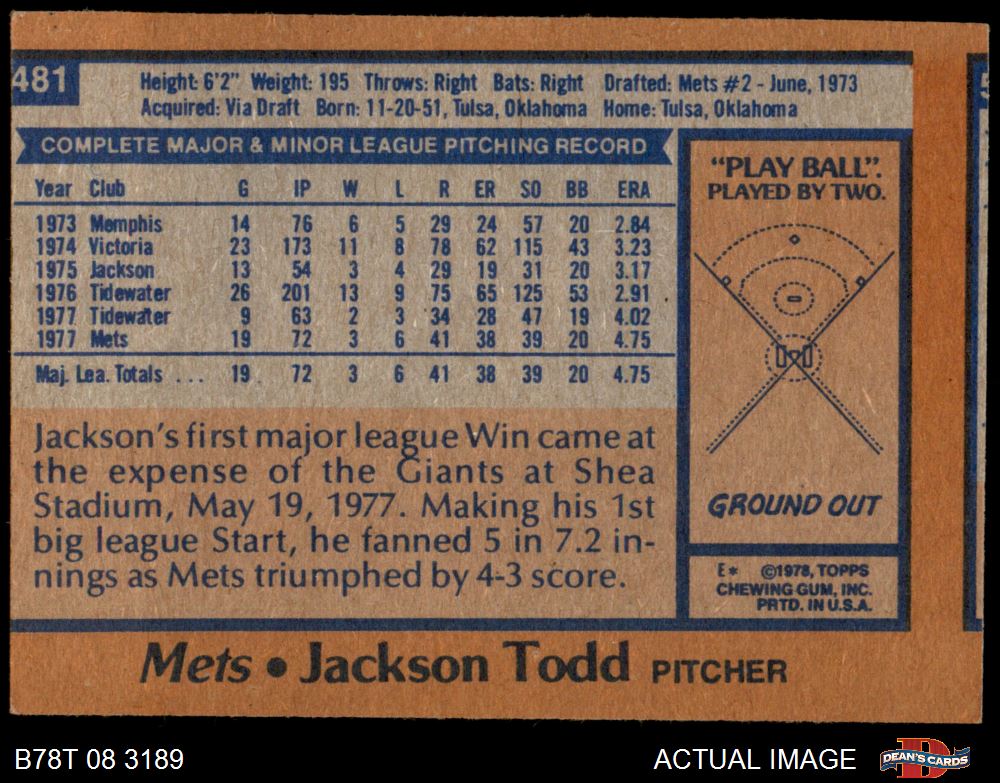 481
Height: 6'2" Weight: 195 Throws: Right Bats: Right Drafted: Mets #2 - June, 1973
Acquired: Via Draft Born: 11-20-51, Tulsa, Oklahoma Home: Tulsa, Oklahoma
COMPLETE MAJOR & MINOR LEAGUE PITCHING RECORD
Year Club G IP W L R ER SO BB ERA
1973 Memphis 14 76 6 5 29 24 57 20 2.84
1974 Victoria 23 173 11 8 78 62 115 43 3.23
1975 Jackson 13 54 3 4 29 19 31 20 3.17
1976 Tidewater 26 201 13 9 75 65 125 53 2.91
1977 Tidewater 9 63 2 3 34 28 47 19 4.02
1977 Mets 19 72 3 6 41 38 39 20 4.75
Maj. Lea. Totals ... 19 72 3 6 41 38 39 20 4.75
Jackson's first major league Win came at
the expense of the Giants at Shea
Stadium, May 19, 1977. Making his 1st
big league Start, he fanned 5 in 7.2 in-
nings as Mets triumphed by 4-3 score.
"PLAY BALL".
PLAYED BY TWO.
GROUND OUT
E* ©1978, TOPPS
CHEWING GUM, INC.
PRTD. IN U.S.A.
Mets • Jackson Todd PITCHER
B78T 08 3189
ACTUAL IMAGE
DEAN'S CARDS